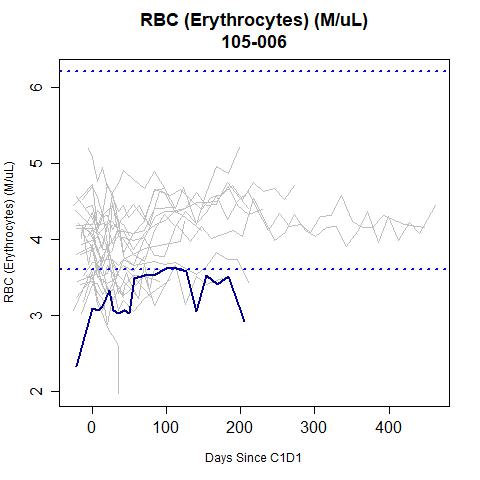 RBC (Erythrocytes) (M/uL)
105-006
RBC (Erythrocytes) (M/uL)
6
5
4
3
2
0 100 200 300 400
Days Since C1D1